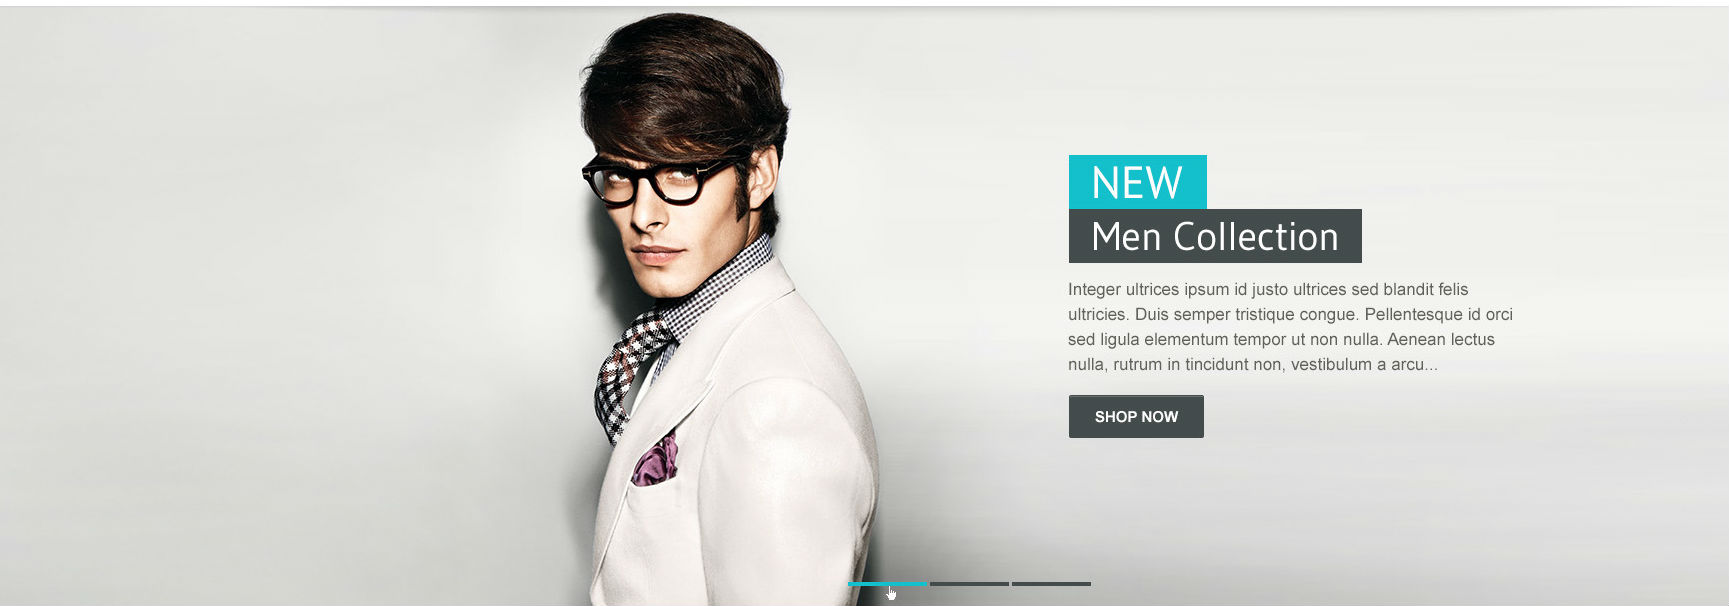 NEW
Men Collection
Integer ultrices ipsum id justo ultrices sed blandit felis
ultricies. Duis semper tristique congue. Pellentesque id orci
sed ligula elementum tempor ut non nulla. Aenean lectus
nulla, rutrum in tincidunt non, vestibulum a arcu...
SHOP NOW